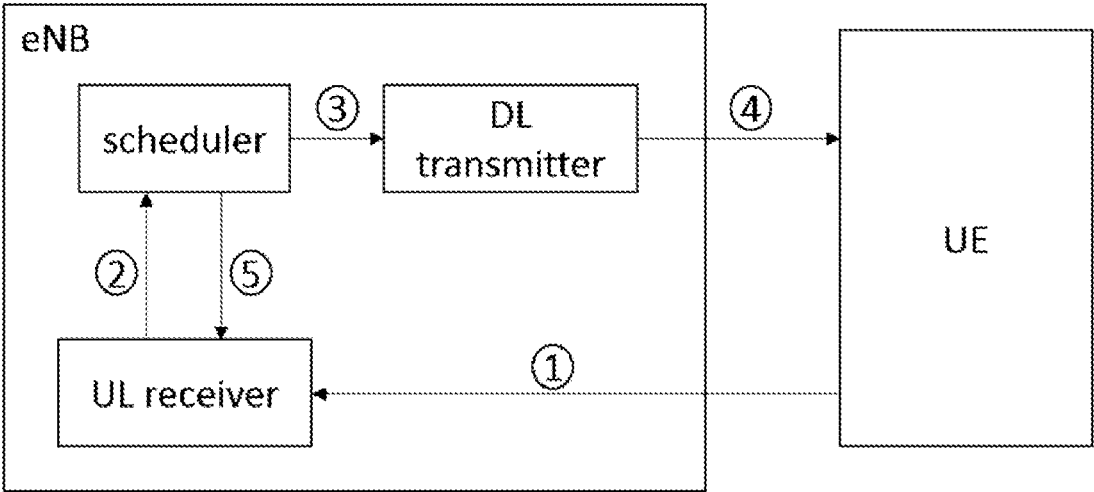 eNB
scheduler
③
DL
transmitter
④
UE
②
⑤
UL receiver
①